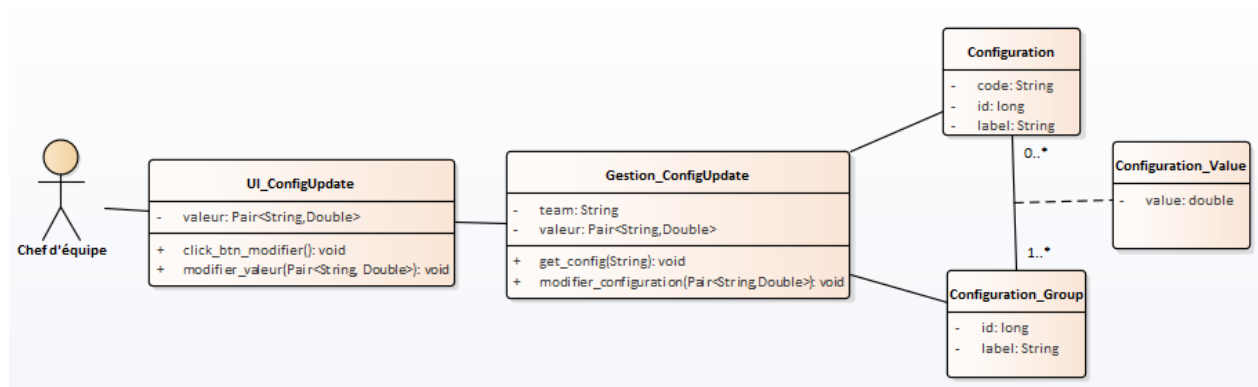 Chef d'équipe
UI_ConfigUpdate
- valeur: Pair<String,Double>
+ click_btn_modifier(): void
+ modifier_valeur(Pair<String, Double>): void
Gestion_ConfigUpdate
- team: String
- valeur: Pair<String,Double>
+ get_config(String): void
+ modifier_configuration(Pair<String,Double>): void
Configuration
- code: String
- id: long
- label: String
0..*
1..*
Configuration_Value
- value: double
Configuration_Group
- id: long
- label: String